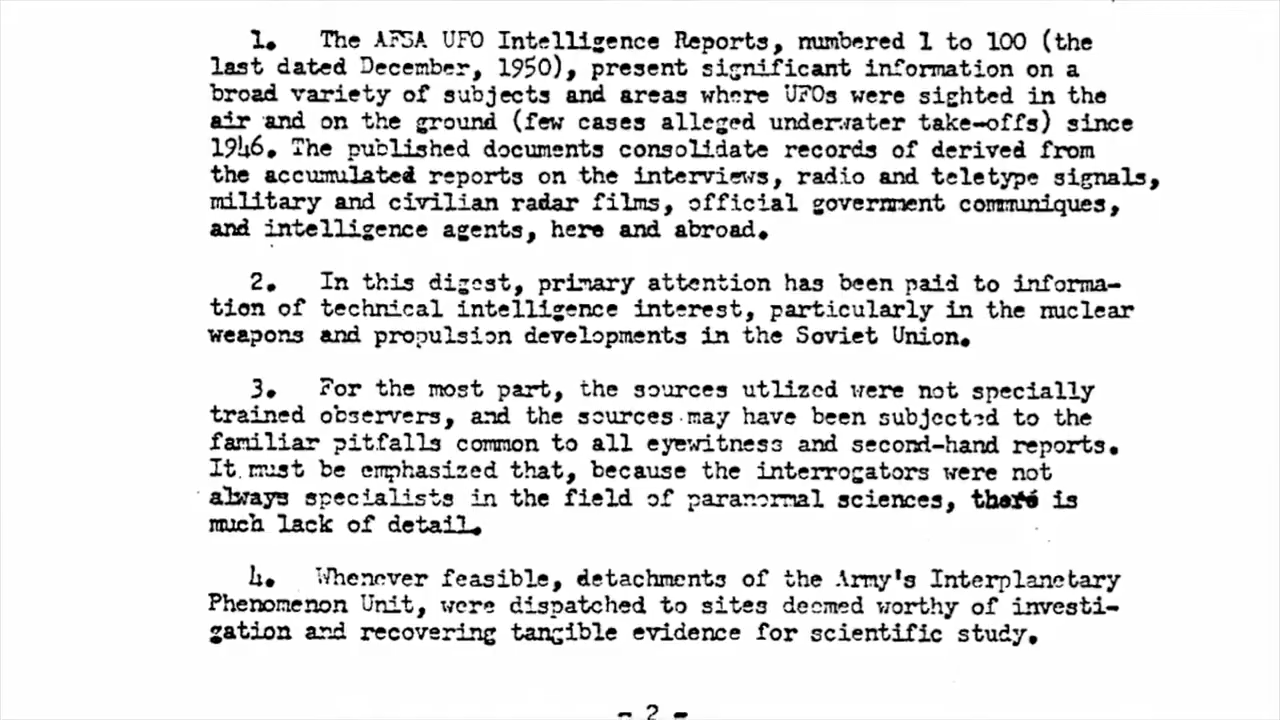 1. The AFSA UFO Intelligence Reports, numbered 1 to 100 (the
last dated December, 1950), present significant information on a
broad variety of subjects and areas where UFOs were sighted in the
air and on the ground (few cases alleged underwater take-offs) since
1946. The published documents consolidate records of derived from
the accumulated reports on the interviews, radio and teletype signals,
military and civilian radar films, official government communiques,
and intelligence agents, here and abroad.
2. In this digest, primary attention has been paid to informa-
tion of technical intelligence interest, particularly in the nuclear
weapons and propulsion developments in the Soviet Union.
3. For the most part, the sources utlized were not specially
trained observers, and the sources may have been subjected to the
familiar pitfalls common to all eyewitness and second-hand reports.
It must be emphasized that, because the interrogators were not
always specialists in the field of paranormal sciences, there is
much lack of detail.
4. Whenever feasible, detachments of the Army's Interplanetary
Phenomenon Unit, were dispatched to sites deemed worthy of investi-
gation and recovering tangible evidence for scientific study.
- 2 -